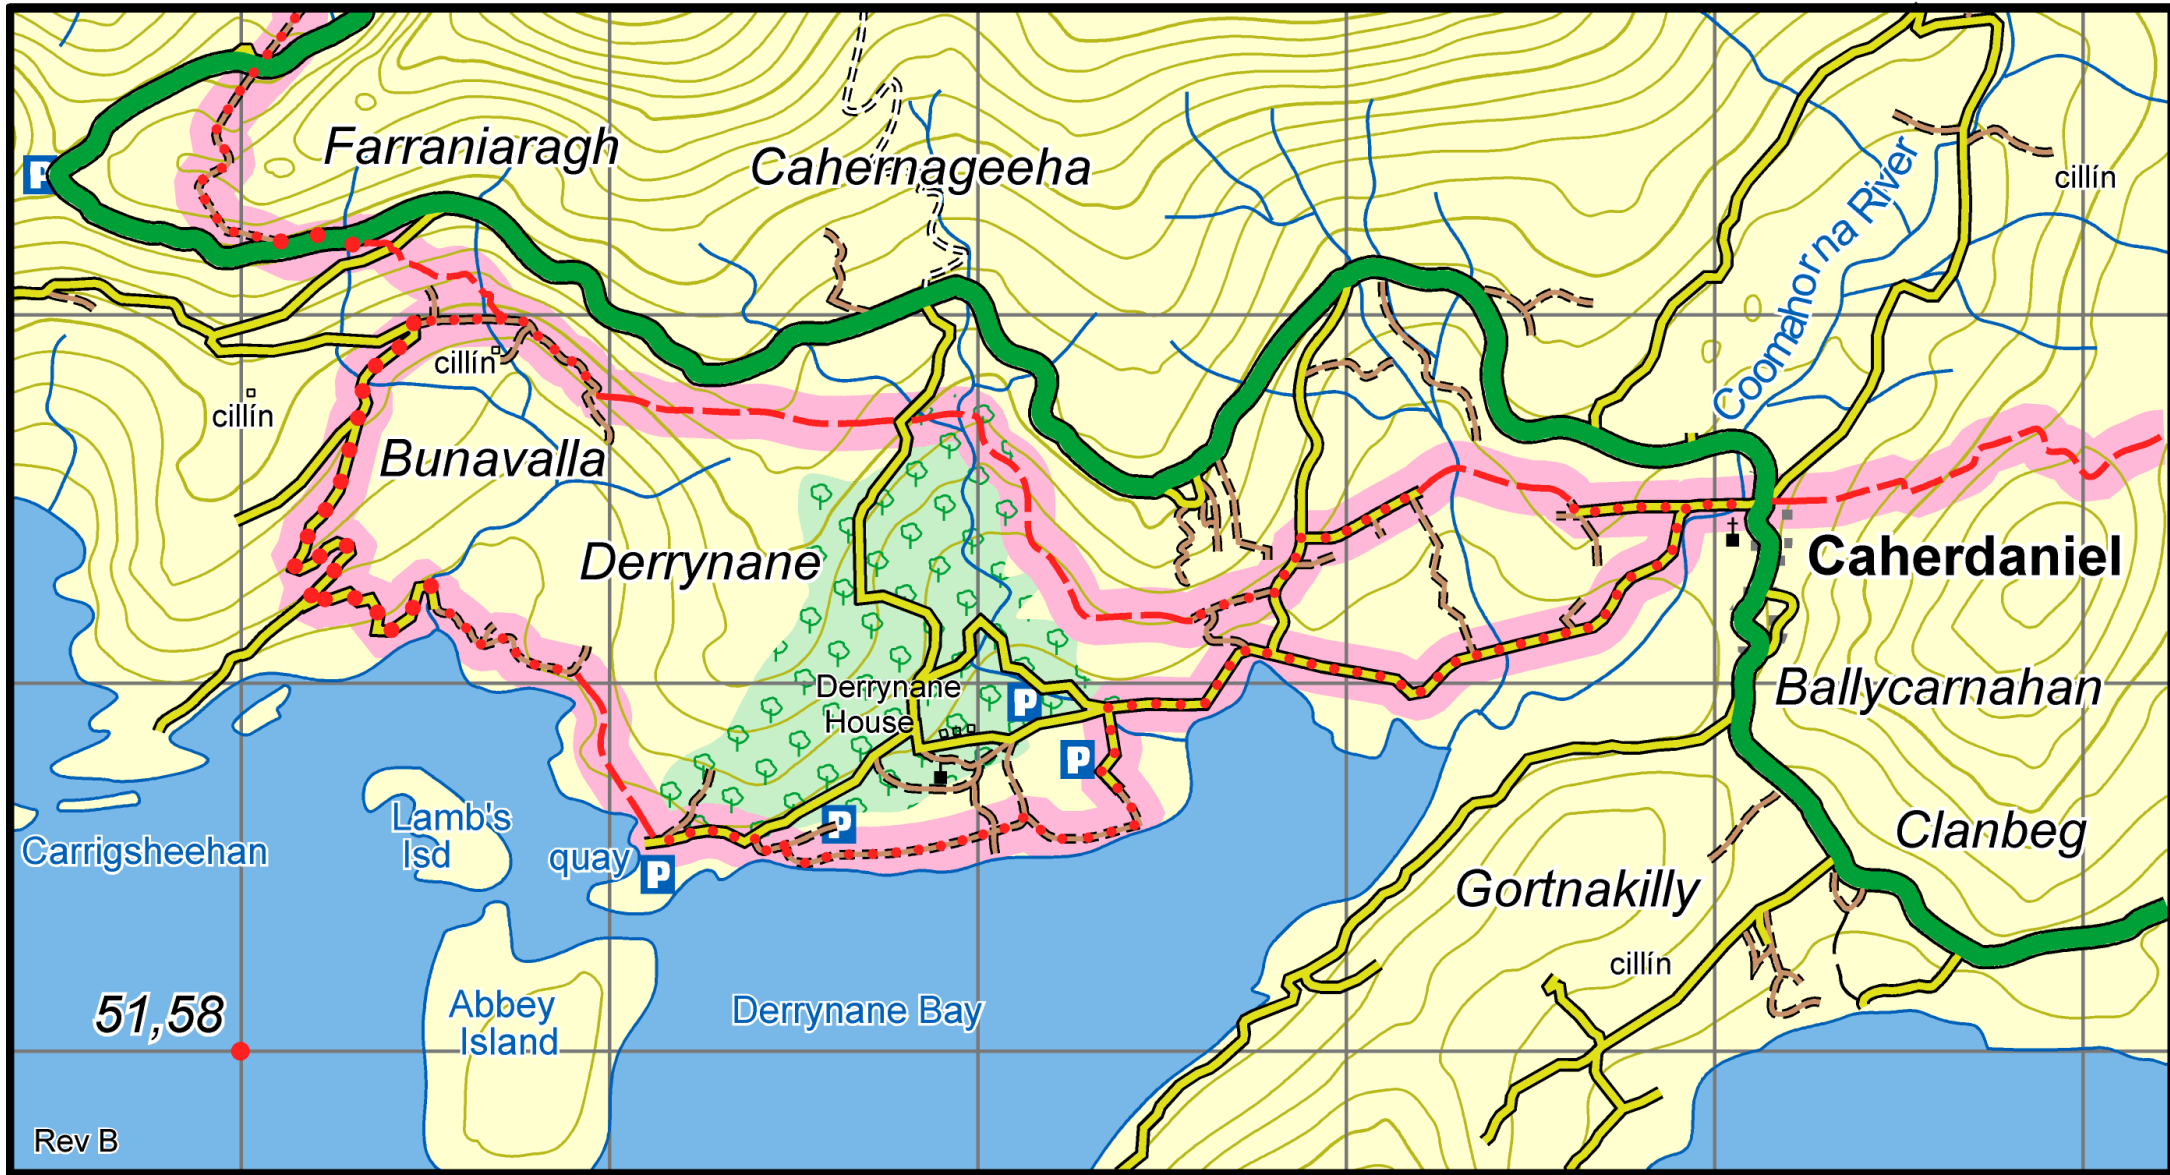 Farraniaragh
Cahernageeha
P
cillín
Coomahorna River
cillín
cillín
Bunavalla
Derrynane
Caherdaniel
Derrynane
House
P
Ballycarnahan
P
Lamb's
Isd
P
Clanbeg
Carrigsheehan
quay
P
Gortnakilly
cillín
51,58
Abbey
Island
Derrynane Bay
Rev B